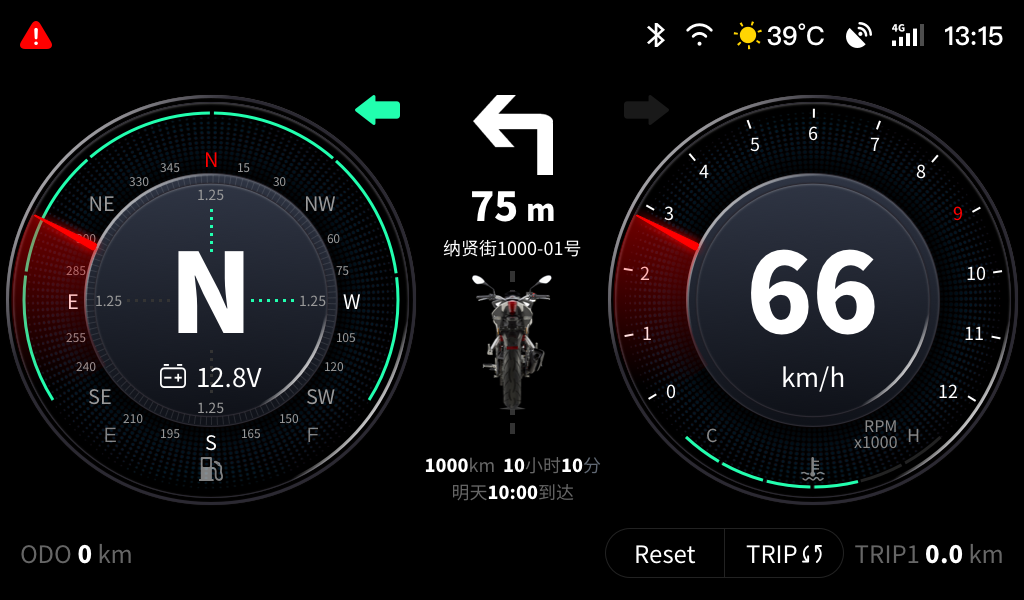 39°C 4G 13:15
345 N 15
330 1.25 30
NE NW
300 60
285 75
E 1.25 N 1.25 W
255 105
240 120
12.8V
SE 1.25 SW
210 150
E 195 S 165 F
75 m
纳贤街1000-01号
1000km 10小时10分
明天10:00到达
0
1
2
3
4
5
6
7
8
9
10
11
12
66
km/h
RPM
x1000
C H
ODO 0 km
Reset TRIP TRIP1 0.0 km